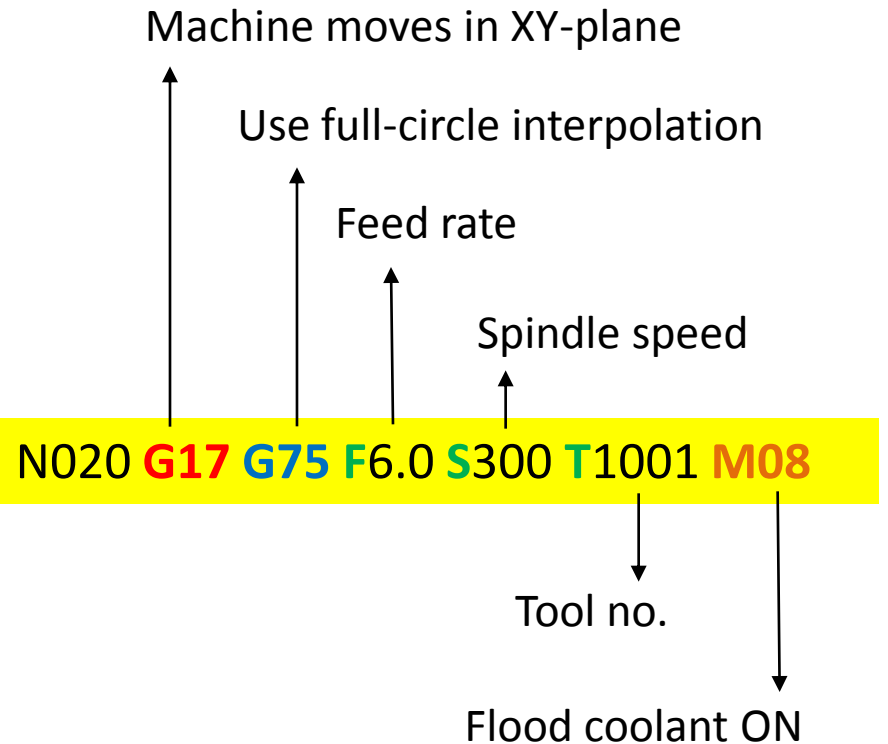 Machine moves in XY-plane
Use full-circle interpolation
Feed rate
Spindle speed
N020 G17 G75 F6.0 S300 T1001 M08
Tool no.
Flood coolant ON